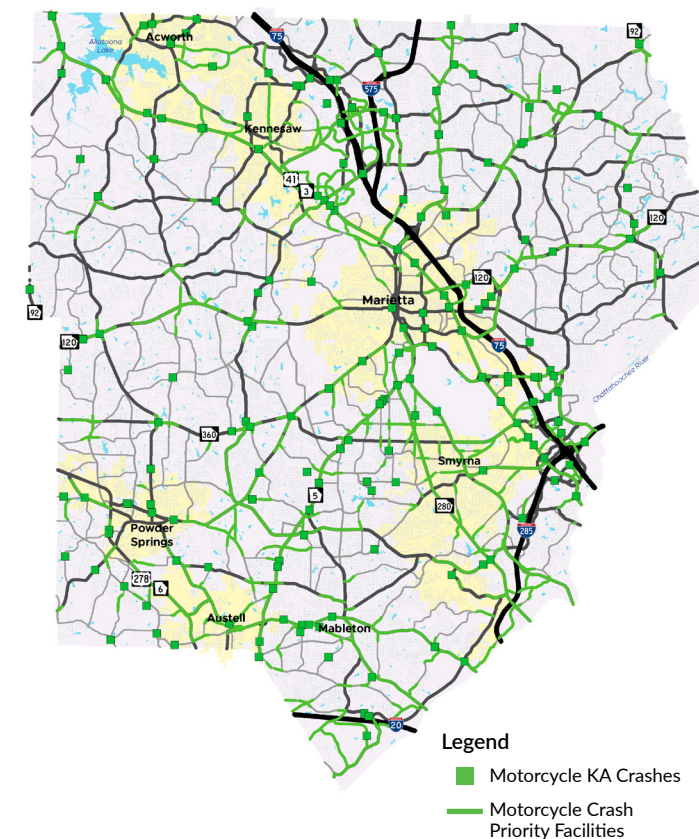 75
92
Allatoona
Lake
Acworth
575
Kennesaw
41
3
120
120
Marietta
92
75
120
Chattahoochee River
360
Smyrna
5
280
285
Powder
Springs
278
6
Austell
Mableton
20
Legend
Motorcycle KA Crashes
Motorcycle Crash
Priority Facilities